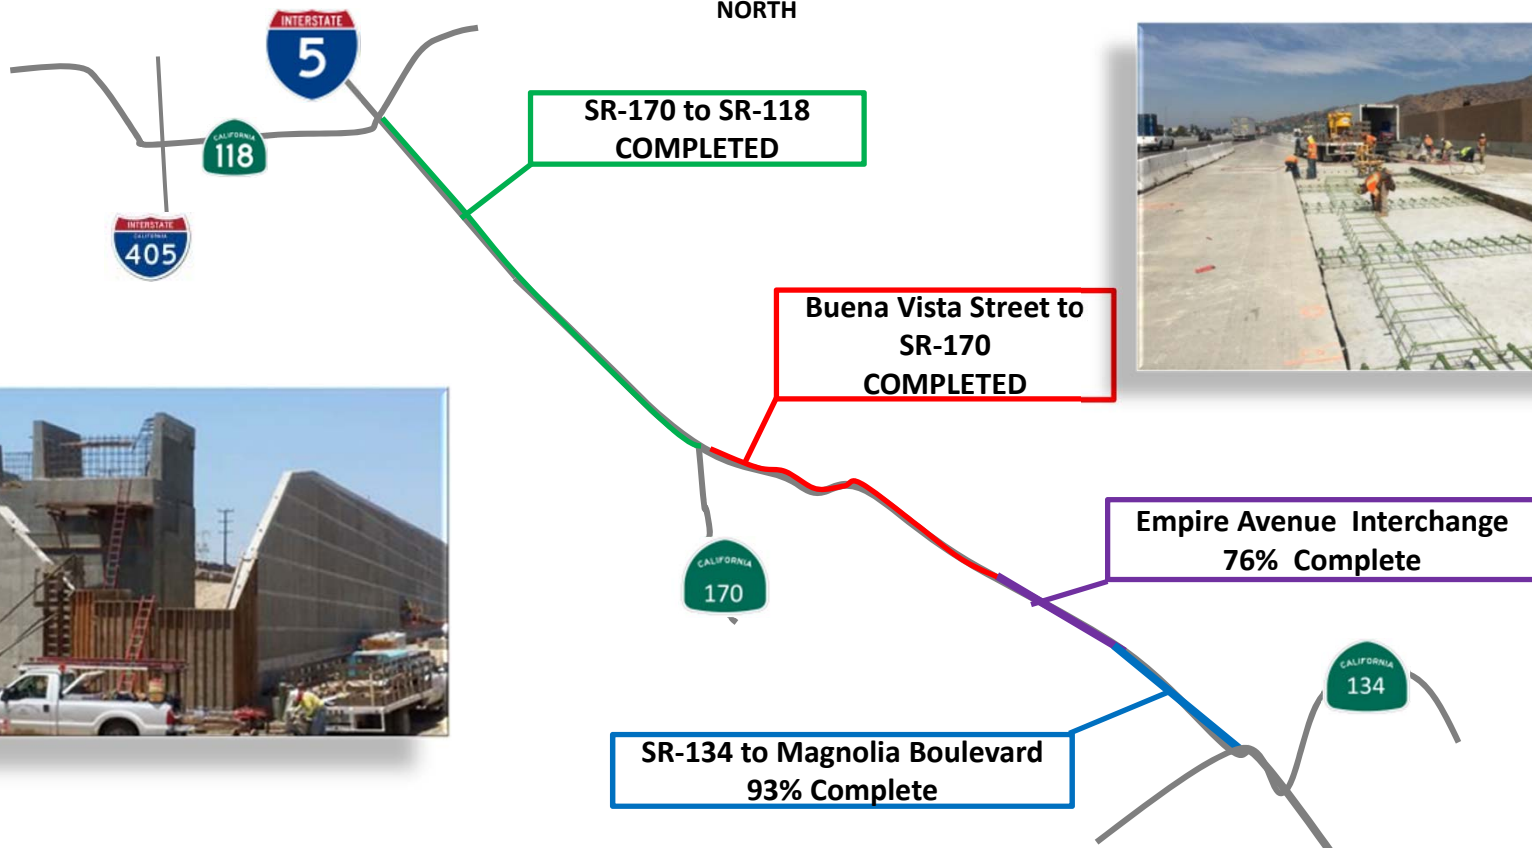 NORTH
INTERSTATE
5
SR-170 to SR-118
COMPLETED
CALIFORNIA
118
INTERSTATE
CALIFORNIA
405
Buena Vista Street to
SR-170
COMPLETED
Empire Avenue Interchange
76% Complete
CALIFORNIA
170
CALIFORNIA
134
SR-134 to Magnolia Boulevard
93% Complete